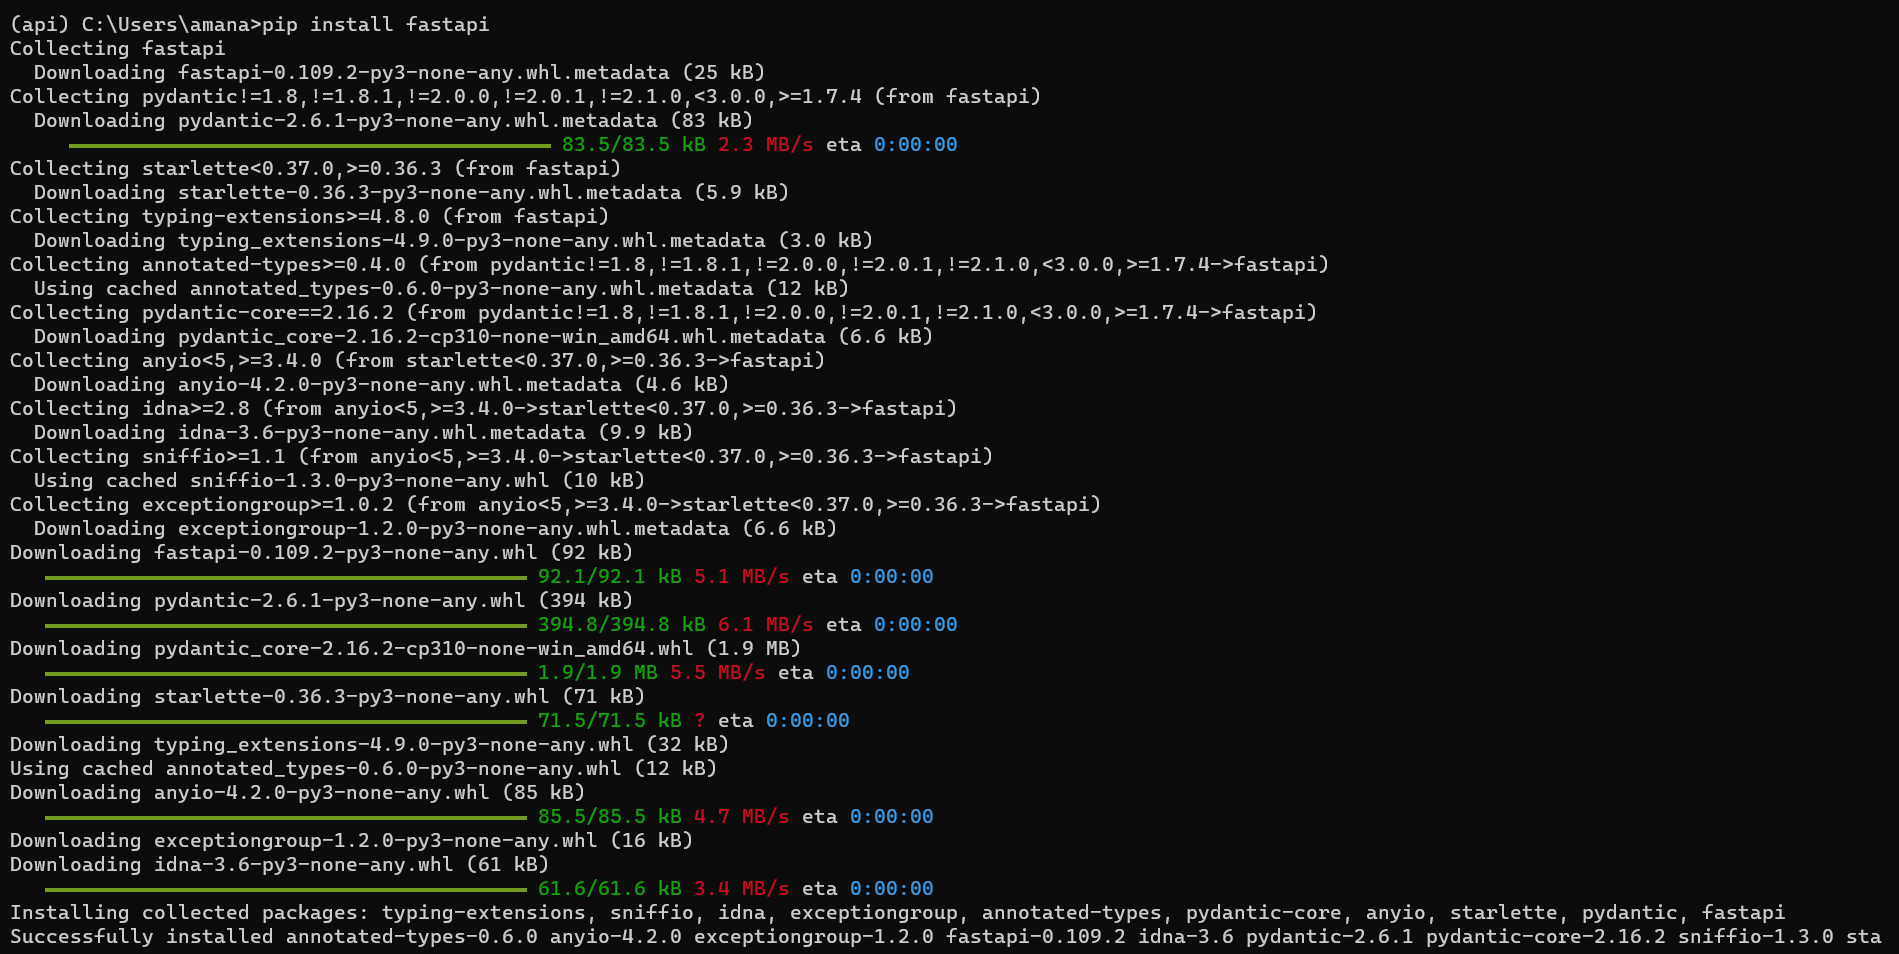 (api) C:\Users\amana>pip install fastapi
Collecting fastapi
  Downloading fastapi-0.109.2-py3-none-any.whl.metadata (25 kB)
Collecting pydantic!=1.8,!=1.8.1,!=2.0.0,!=2.0.1,!=2.1.0,<3.0.0,>=1.7.4 (from fastapi)
  Downloading pydantic-2.6.1-py3-none-any.whl.metadata (83 kB)
     83.5/83.5 kB 2.3 MB/s eta 0:00:00
Collecting starlette<0.37.0,>=0.36.3 (from fastapi)
  Downloading starlette-0.36.3-py3-none-any.whl.metadata (5.9 kB)
Collecting typing-extensions>=4.8.0 (from fastapi)
  Downloading typing_extensions-4.9.0-py3-none-any.whl.metadata (3.0 kB)
Collecting annotated-types>=0.4.0 (from pydantic!=1.8,!=1.8.1,!=2.0.0,!=2.0.1,!=2.1.0,<3.0.0,>=1.7.4->fastapi)
  Using cached annotated_types-0.6.0-py3-none-any.whl.metadata (12 kB)
Collecting pydantic-core==2.16.2 (from pydantic!=1.8,!=1.8.1,!=2.0.0,!=2.0.1,!=2.1.0,<3.0.0,>=1.7.4->fastapi)
  Downloading pydantic_core-2.16.2-cp310-none-win_amd64.whl.metadata (6.6 kB)
Collecting anyio<5,>=3.4.0 (from starlette<0.37.0,>=0.36.3->fastapi)
  Downloading anyio-4.2.0-py3-none-any.whl.metadata (4.6 kB)
Collecting idna>=2.8 (from anyio<5,>=3.4.0->starlette<0.37.0,>=0.36.3->fastapi)
  Downloading idna-3.6-py3-none-any.whl.metadata (9.9 kB)
Collecting sniffio>=1.1 (from anyio<5,>=3.4.0->starlette<0.37.0,>=0.36.3->fastapi)
  Using cached sniffio-1.3.0-py3-none-any.whl (10 kB)
Collecting exceptiongroup>=1.0.2 (from anyio<5,>=3.4.0->starlette<0.37.0,>=0.36.3->fastapi)
  Downloading exceptiongroup-1.2.0-py3-none-any.whl.metadata (6.6 kB)
Downloading fastapi-0.109.2-py3-none-any.whl (92 kB)
   92.1/92.1 kB 5.1 MB/s eta 0:00:00
Downloading pydantic-2.6.1-py3-none-any.whl (394 kB)
   394.8/394.8 kB 6.1 MB/s eta 0:00:00
Downloading pydantic_core-2.16.2-cp310-none-win_amd64.whl (1.9 MB)
   1.9/1.9 MB 5.5 MB/s eta 0:00:00
Downloading starlette-0.36.3-py3-none-any.whl (71 kB)
   71.5/71.5 kB ? eta 0:00:00
Downloading typing_extensions-4.9.0-py3-none-any.whl (32 kB)
Using cached annotated_types-0.6.0-py3-none-any.whl (12 kB)
Downloading anyio-4.2.0-py3-none-any.whl (85 kB)
   85.5/85.5 kB 4.7 MB/s eta 0:00:00
Downloading exceptiongroup-1.2.0-py3-none-any.whl (16 kB)
Downloading idna-3.6-py3-none-any.whl (61 kB)
   61.6/61.6 kB 3.4 MB/s eta 0:00:00
Installing collected packages: typing-extensions, sniffio, idna, exceptiongroup, annotated-types, pydantic-core, anyio, starlette, pydantic, fastapi
Successfully installed annotated-types-0.6.0 anyio-4.2.0 exceptiongroup-1.2.0 fastapi-0.109.2 idna-3.6 pydantic-2.6.1 pydantic-core-2.16.2 sniffio-1.3.0 sta